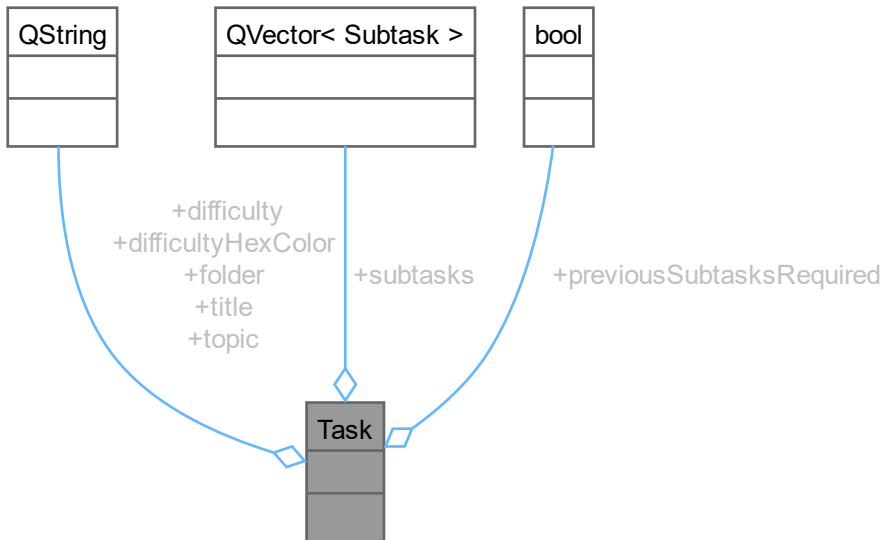 QString
QVector< Subtask >
bool
+difficulty
+difficultyHexColor
+folder
+title
+topic
+subtasks
+previousSubtasksRequired
Task